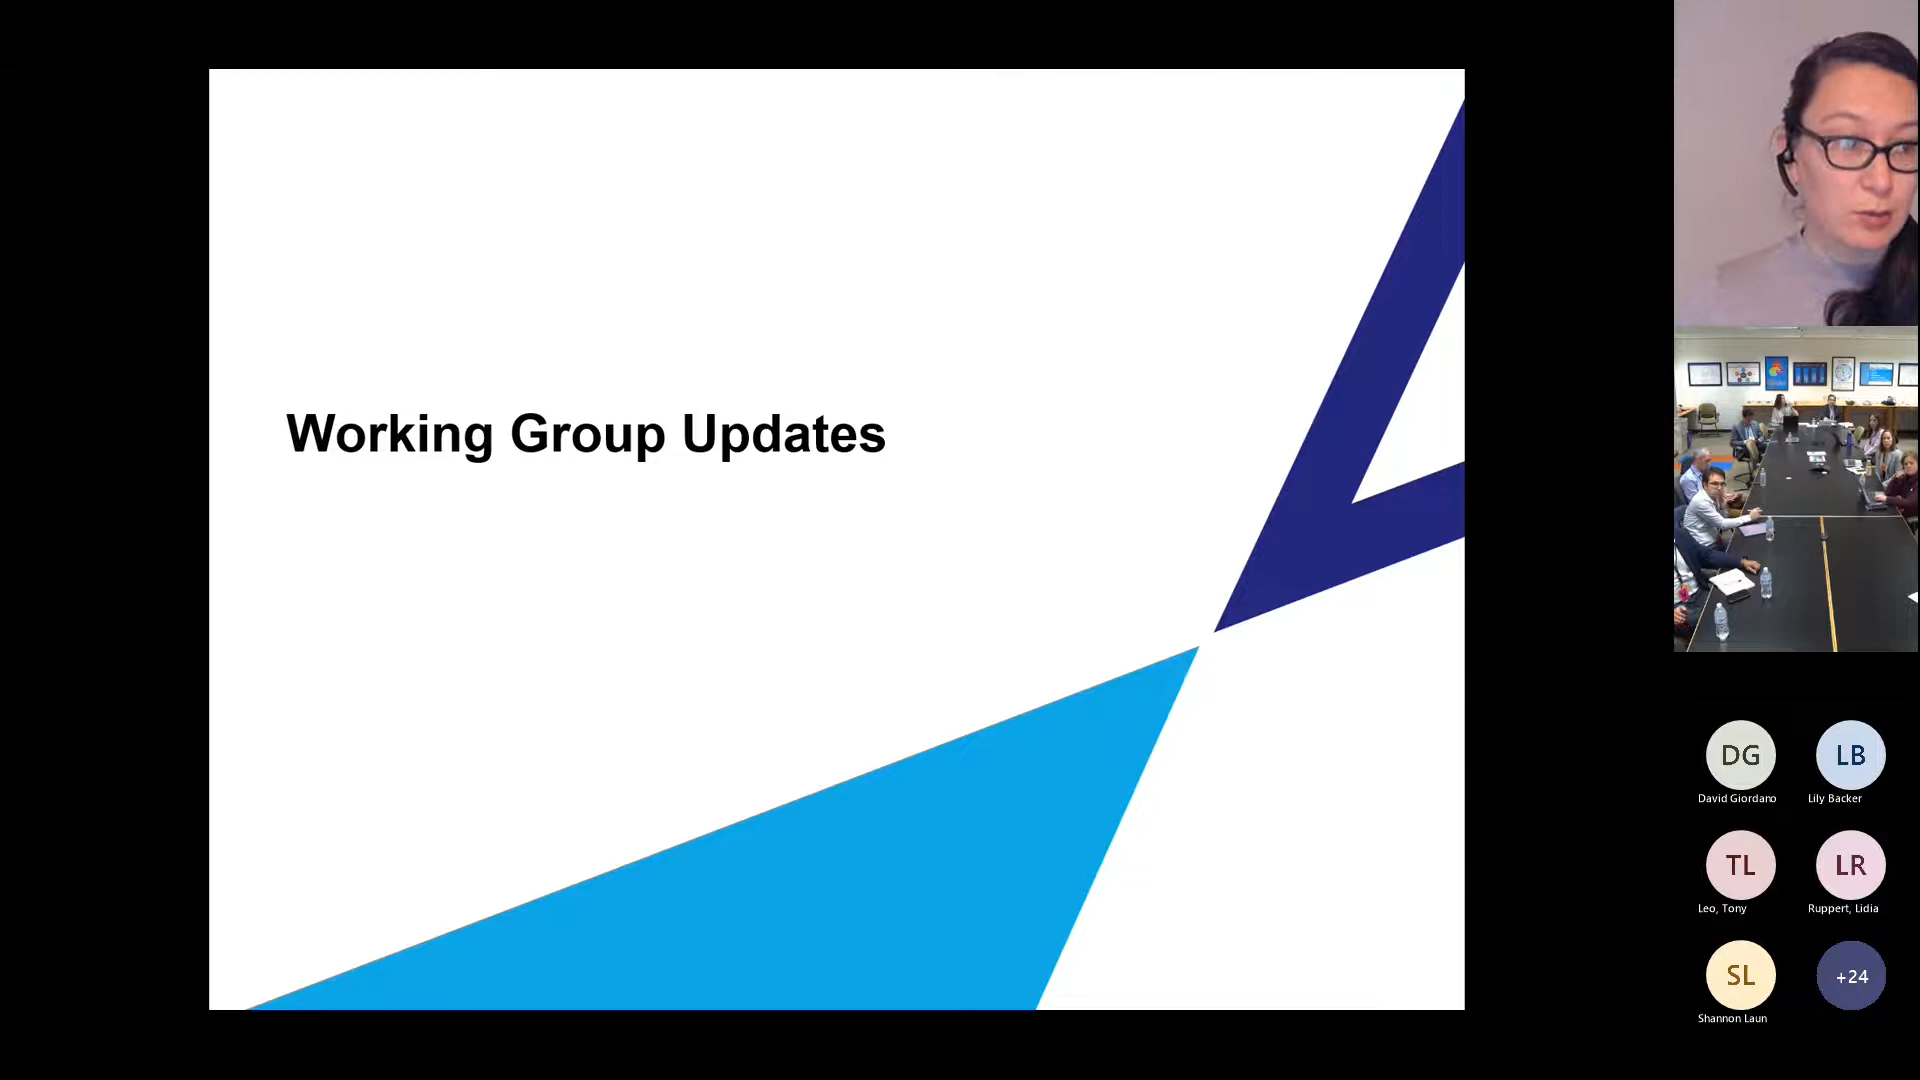 Working Group Updates
DG
David Giordano
LB
Lily Backer
TL
Leo, Tony
LR
Ruppert, Lidia
SL
Shannon Laun
+24